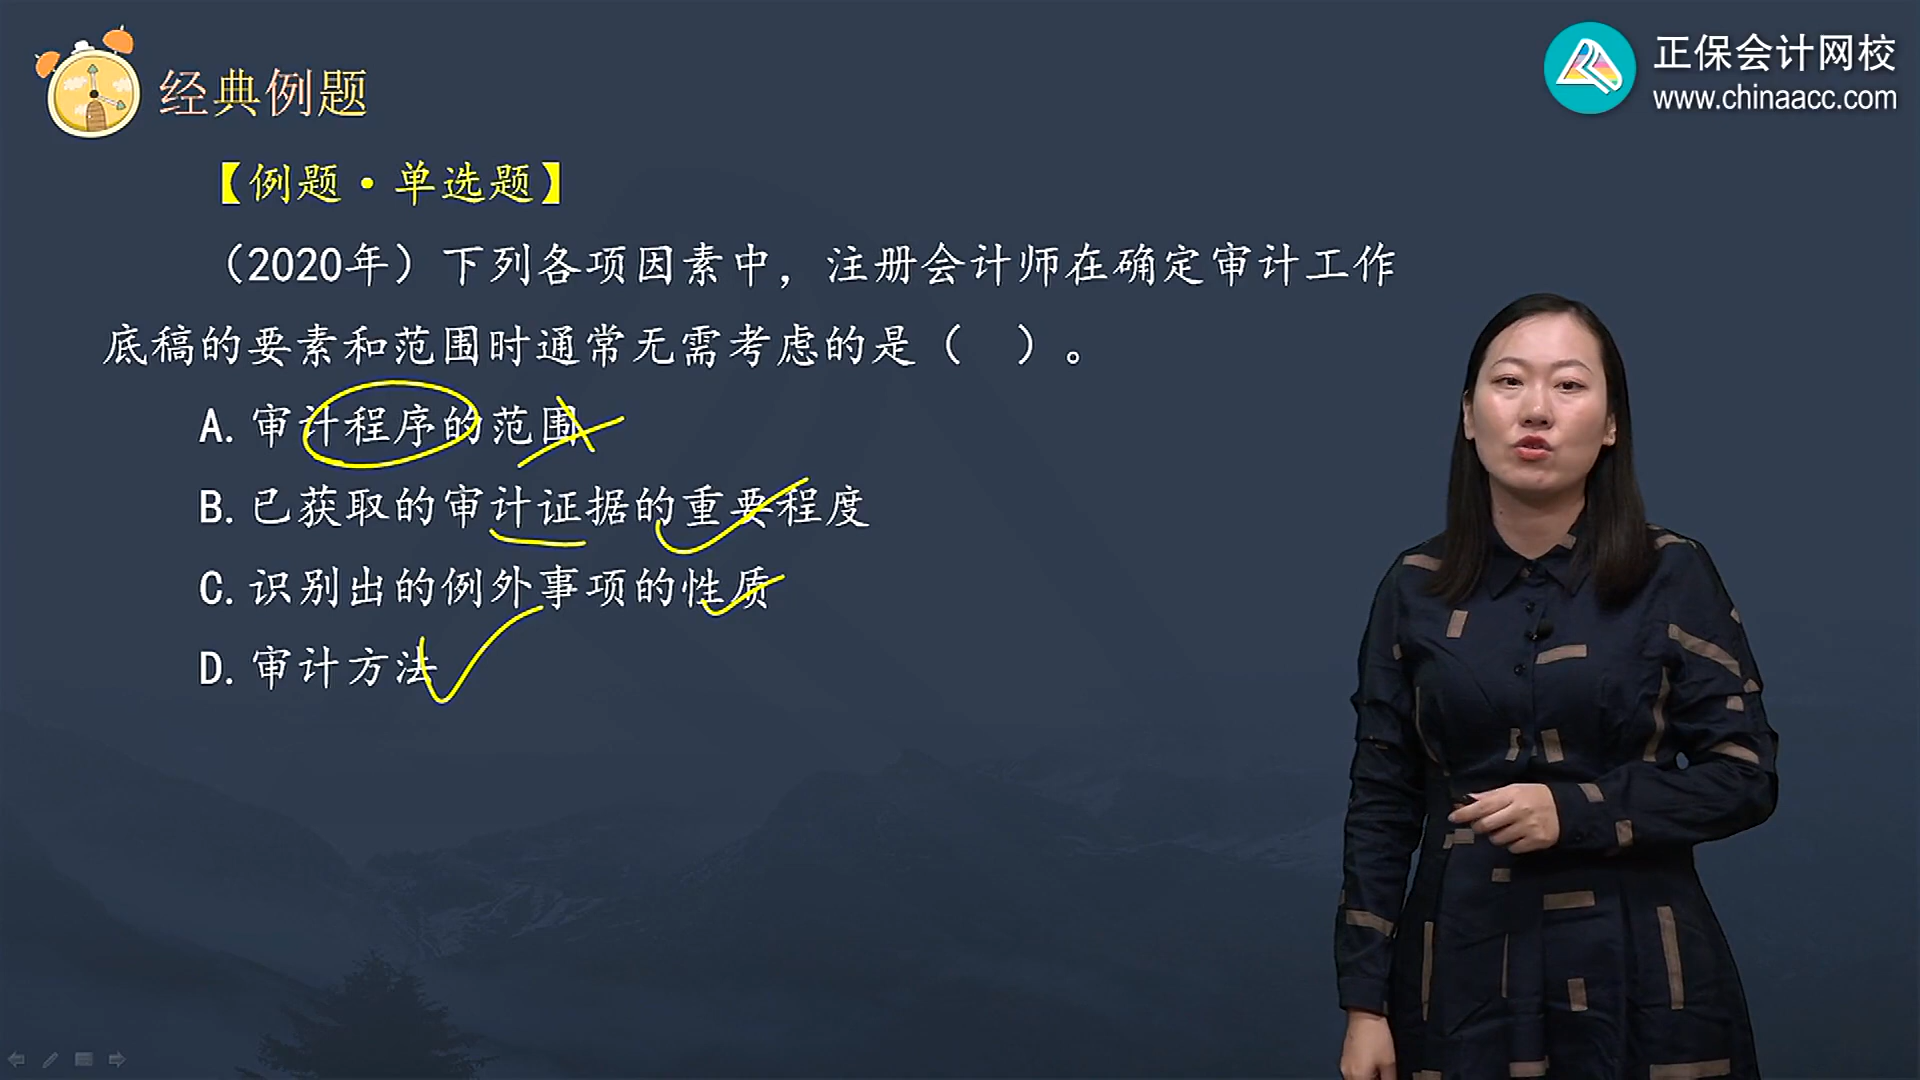 正保会计网校
www.chinaacc.com
经典例题
【例题·单选题】
（2020年）下列各项因素中，注册会计师在确定审计工作
底稿的要素和范围时通常无需考虑的是（ ）。
A.审计程序的范围
B.已获取的审计证据的重要程度
C.识别出的例外事项的性质
D.审计方法